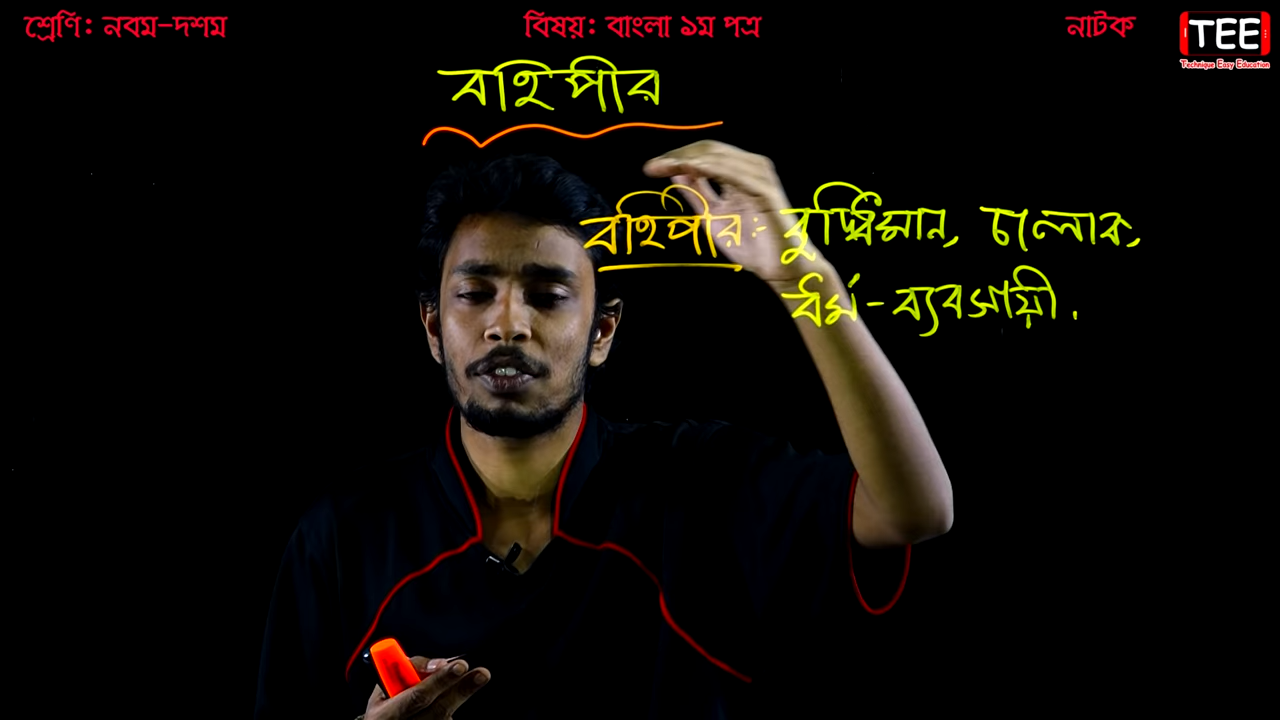 শ্রেণি: নবম-দশম বিষয়: বাংলা ১ম পত্র নাটক TEE
Technique Easy Education
বহিপীর
বহিপীর :- বুদ্ধিমান, চালাক,
ধর্ম - ব্যবসায়ী.